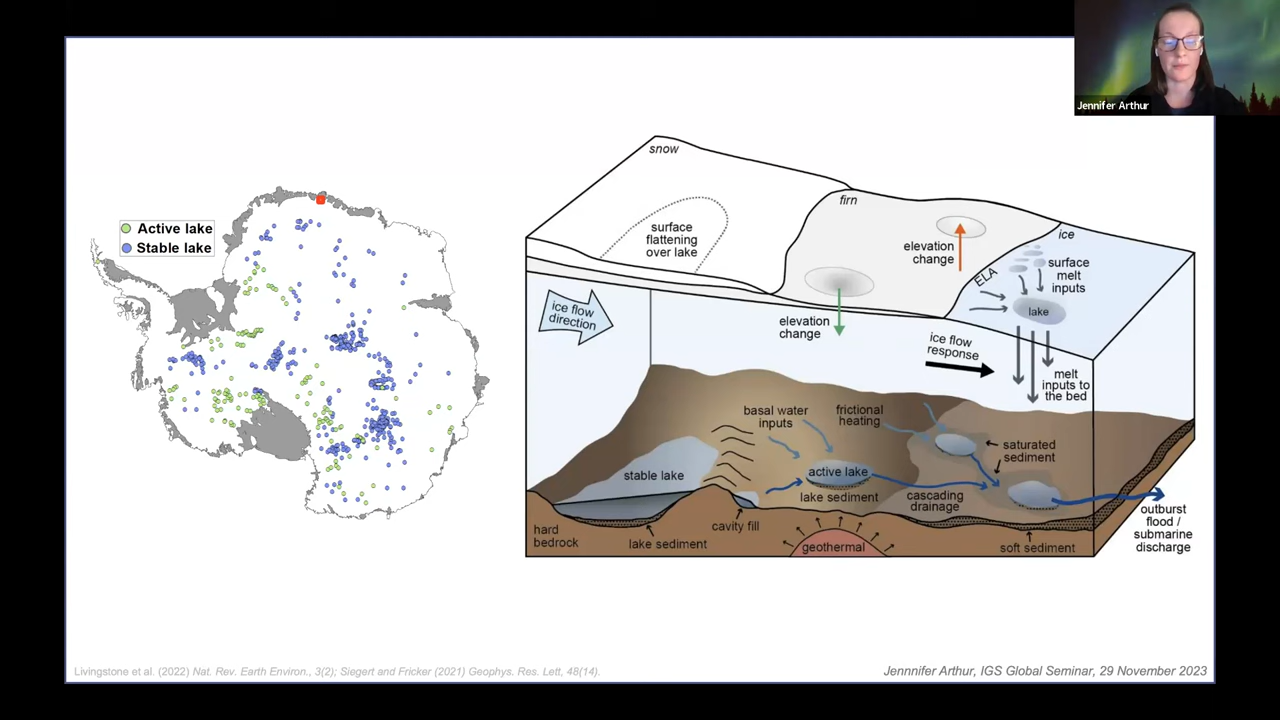 Jennifer Arthur
Active lake
Stable lake
snow
surface
flattening
over lake
firn
elevation
change
ice
ELA
surface
melt
inputs
lake
ice flow
direction
elevation
change
ice flow
response
melt
inputs to
the bed
basal water
inputs
frictional
heating
saturated
sediment
stable lake
active lake
lake sediment
cascading
drainage
outburst
flood /
submarine
discharge
cavity fill
hard
bedrock
lake sediment
geothermal
soft sediment
Livingstone et al. (2022) Nat. Rev. Earth Environ., 3(2); Siegert and Fricker (2021) Geophys. Res. Lett, 48(14).
Jennnifer Arthur, IGS Global Seminar, 29 November 2023